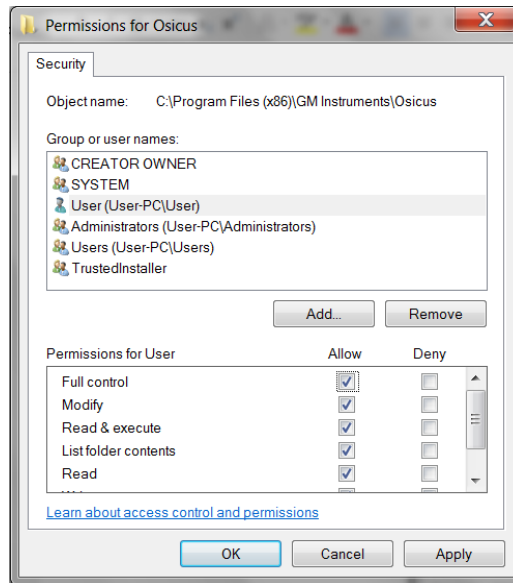 Permissions for Osicus
Security
Object name: C:\Program Files (x86)\GM Instruments\Osicus
Group or user names:
CREATOR OWNER
SYSTEM
User (User-PC\User)
Administrators (User-PC\Administrators)
Users (User-PC\Users)
TrustedInstaller
Add... Remove
Permissions for User Allow Deny
Full control
Modify
Read & execute
List folder contents
Read
Learn about access control and permissions
OK Cancel Apply